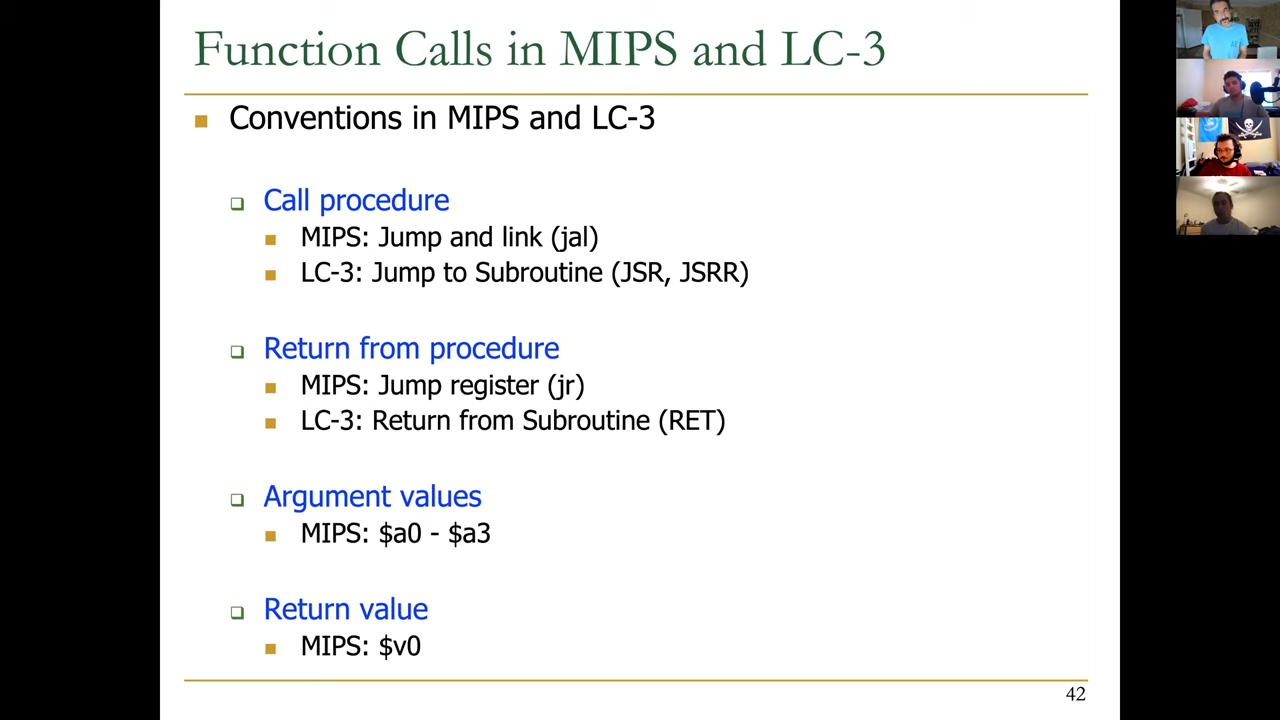 Function Calls in MIPS and LC-3
Conventions in MIPS and LC-3
Call procedure
MIPS: Jump and link (jal)
LC-3: Jump to Subroutine (JSR, JSRR)
Return from procedure
MIPS: Jump register (jr)
LC-3: Return from Subroutine (RET)
Argument values
MIPS: $a0 - $a3
Return value
MIPS: $v0
42